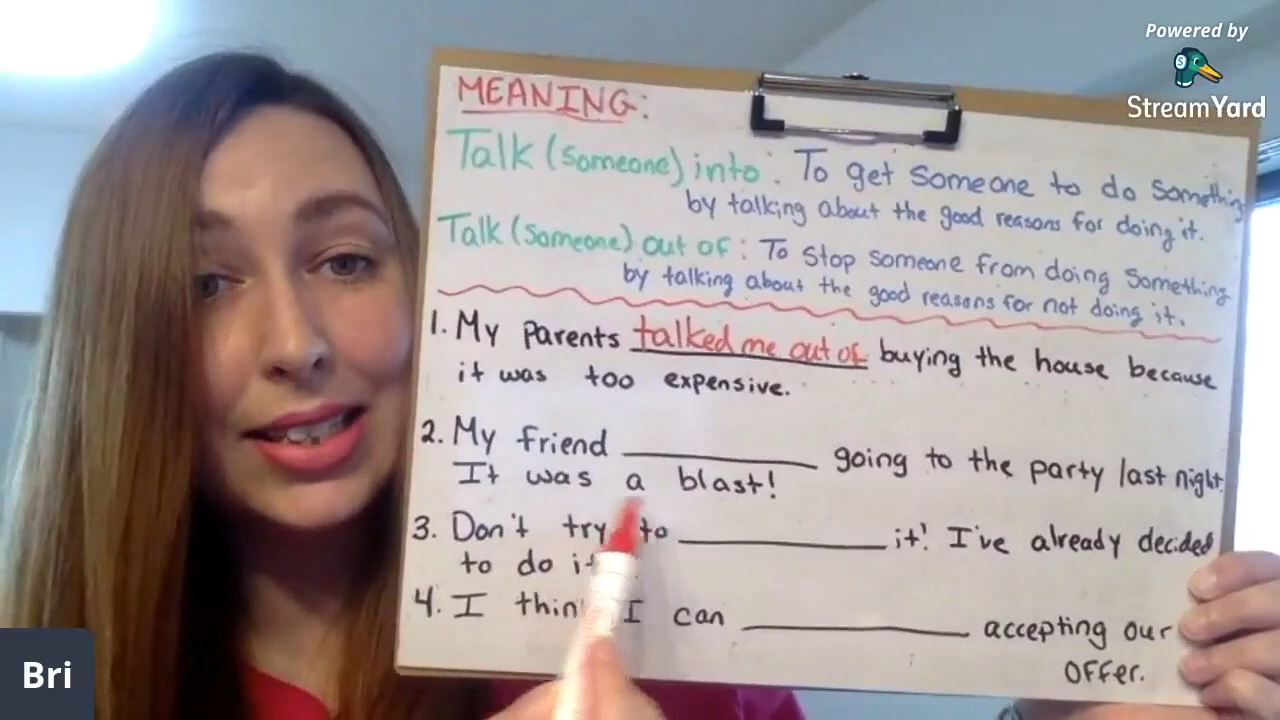 Powered by
StreamYard
MEANING:
Talk (someone) into: To get someone to do something
by talking about the good reasons for doing it.
Talk (someone) out of: To stop someone from doing something
by talking about the good reasons for not doing it.
1. My parents talked me out of buying the house because
it was too expensive.
2. My friend __________ going to the party last night.
It was a blast!
3. Don't try to __________ it! I've already decided
to do
4. I I can __________ accepting our
offer.
Bri